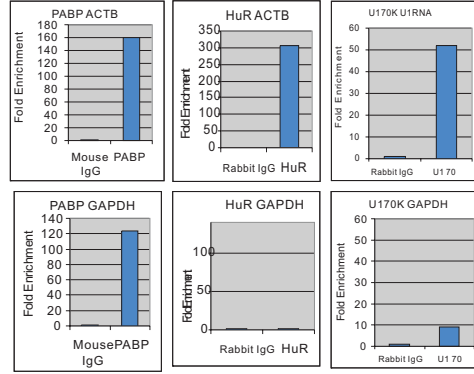 PABP ACTB
Fold Enrichment
180
160
140
120
100
80
60
40
20
0
Mouse PABP
IgG
HuR ACTB
Fold Enrichment
350
300
250
200
150
100
50
0
Rabbit IgG HuR
U170K U1RNA
Fold Enrichment
60
50
40
30
20
10
0
Rabbit IgG U1 70
PABP GAPDH
Fold Enrichment
140
120
100
80
60
40
20
0
Mouse PABP
IgG
HuR GAPDH
Fold Enrichment
100
50
0
Rabbit IgG HuR
U170K GAPDH
Fold Enrichment
60
50
40
30
20
10
0
Rabbit IgG U1 70